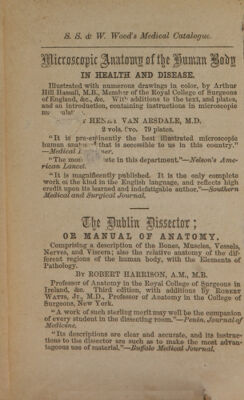 S. S. & W. Wood's Medical Catalogue.
Microscopic Anatomy of the Human Body
IN HEALTH AND DISEASE.
Illustrated with numerous drawings in color, by Arthur
Hill Hassall, M.B., Member of the Royal College of Surgeons
of England, &c., &c. With additions to the text, and plates,
and an introduction, containing instructions in microscopic
HENRY VAN ARSDALE, M.D.
2 vols. 8vo. 79 plates.
"It is pre-eminently the best illustrated microscopic
human that is accessible to us in this country."
—Medical
"The most in this department."—Nelson's Ame-
rican Lancet.
"It is magnificently published. It is the only complete
work of the kind in the English language, and reflects high
credit upon its learned and indefatigable author."—Southern
Medical and Surgical Journal.
The Dublin Dissector;
OR MANUAL OF ANATOMY,
Comprising a description of the Bones, Muscles, Vessels,
Nerves, and Viscera; also the relative anatomy of the dif-
ferent regions of the human body, with the Elements of
Pathology.
By ROBERT HARRISON, A.M., M.B.
Professor of Anatomy in the Royal College of Surgeons in
Ireland, &c. Third edition, with additions by ROBERT
WATTS, Jr., M.D., Professor of Anatomy in the College of
Surgeons, New York.
"A work of such sterling merit may well be the companion
of every student in the dissecting room."—Penin. Journal of
Medicine.
"Its descriptions are clear and accurate, and its instruc-
tions to the dissector are such as to make the most advan-
tageous use of material."—Buffalo Medical Journal.